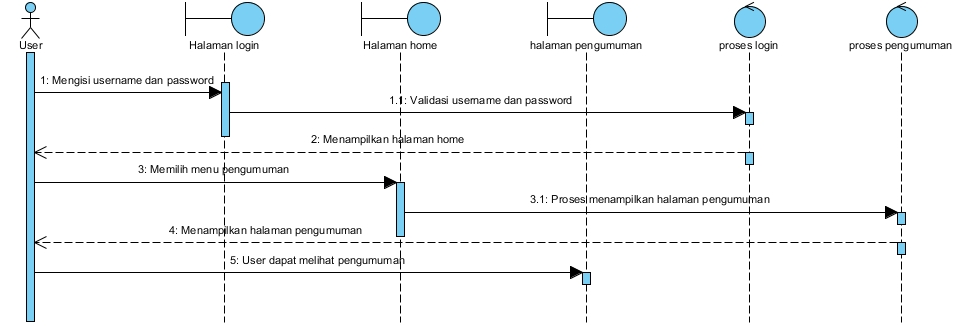 User
Halaman login
Halaman home
halaman pengumuman
proses login
proses pengumuman
1: Mengisi username dan password
1.1: Validasi username dan password
2: Menampilkan halaman home
3: Memilih menu pengumuman
3.1: Proses menampilkan halaman pengumuman
4: Menampilkan halaman pengumuman
5: User dapat melihat pengumuman